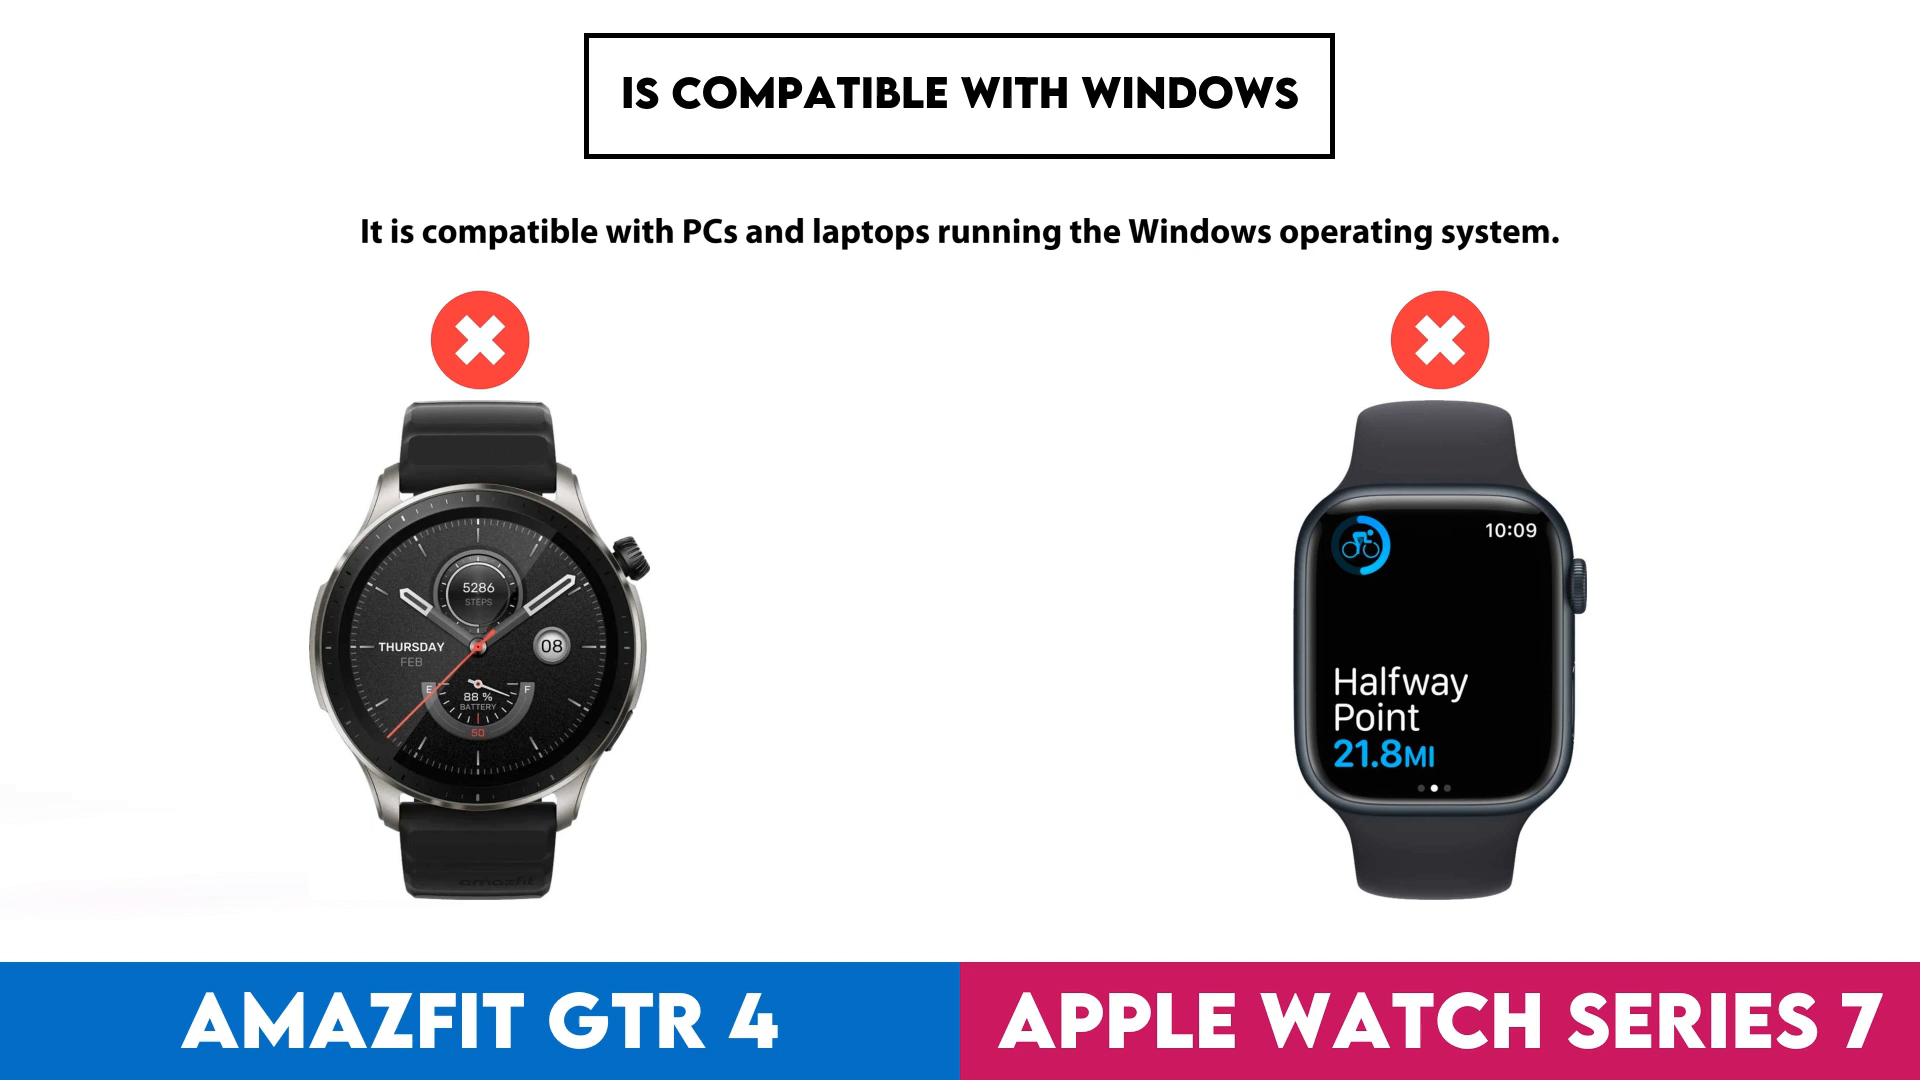 IS COMPATIBLE WITH WINDOWS
It is compatible with PCs and laptops running the Windows operating system.
5286
STEPS
THURSDAY
FEB
08
E
F
88 %
BATTERY
50
amazfit
10:09
Halfway
Point
21.8MI
AMAZFIT GTR 4
APPLE WATCH SERIES 7